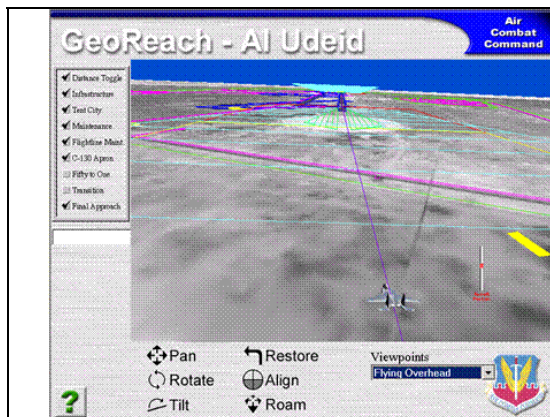 GeoReach - Al Udeid
Air
Combat
Command
Distance Toggle
Infrastructure
Tent City
Maintenance
Flightline Maint.
C-130 Apron
Fifty to One
Transition
Final Approach
Pan
Restore
Rotate
Align
Tilt
Roam
Viewpoints
Flying Overhead
?